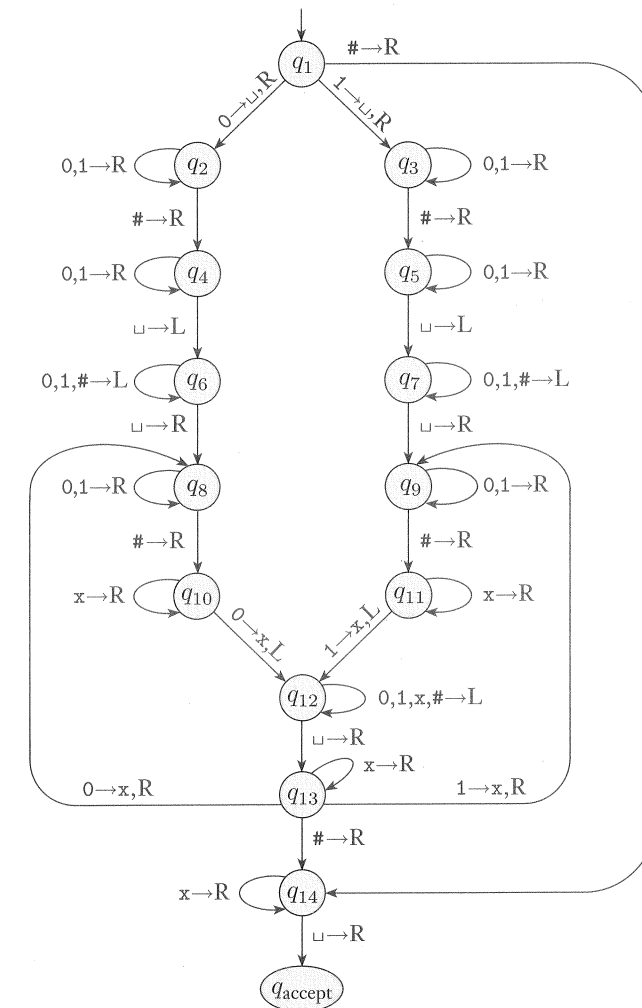 #→R
q₁
0→␣,R 1→␣,R
0,1→R q₂ q₃ 0,1→R
#→R #→R
0,1→R q₄ q₅ 0,1→R
␣→L ␣→L
0,1,#→L q₆ q₇ 0,1,#→L
␣→R ␣→R
0,1→R q₈ q₉ 0,1→R
#→R #→R
x→R q₁₀ q₁₁ x→R
0→x,L 1→x,L
q₁₂ 0,1,x,#→L
␣→R
x→R
0→x,R q₁₃ 1→x,R
#→R
x→R q₁₄
␣→R
q accept